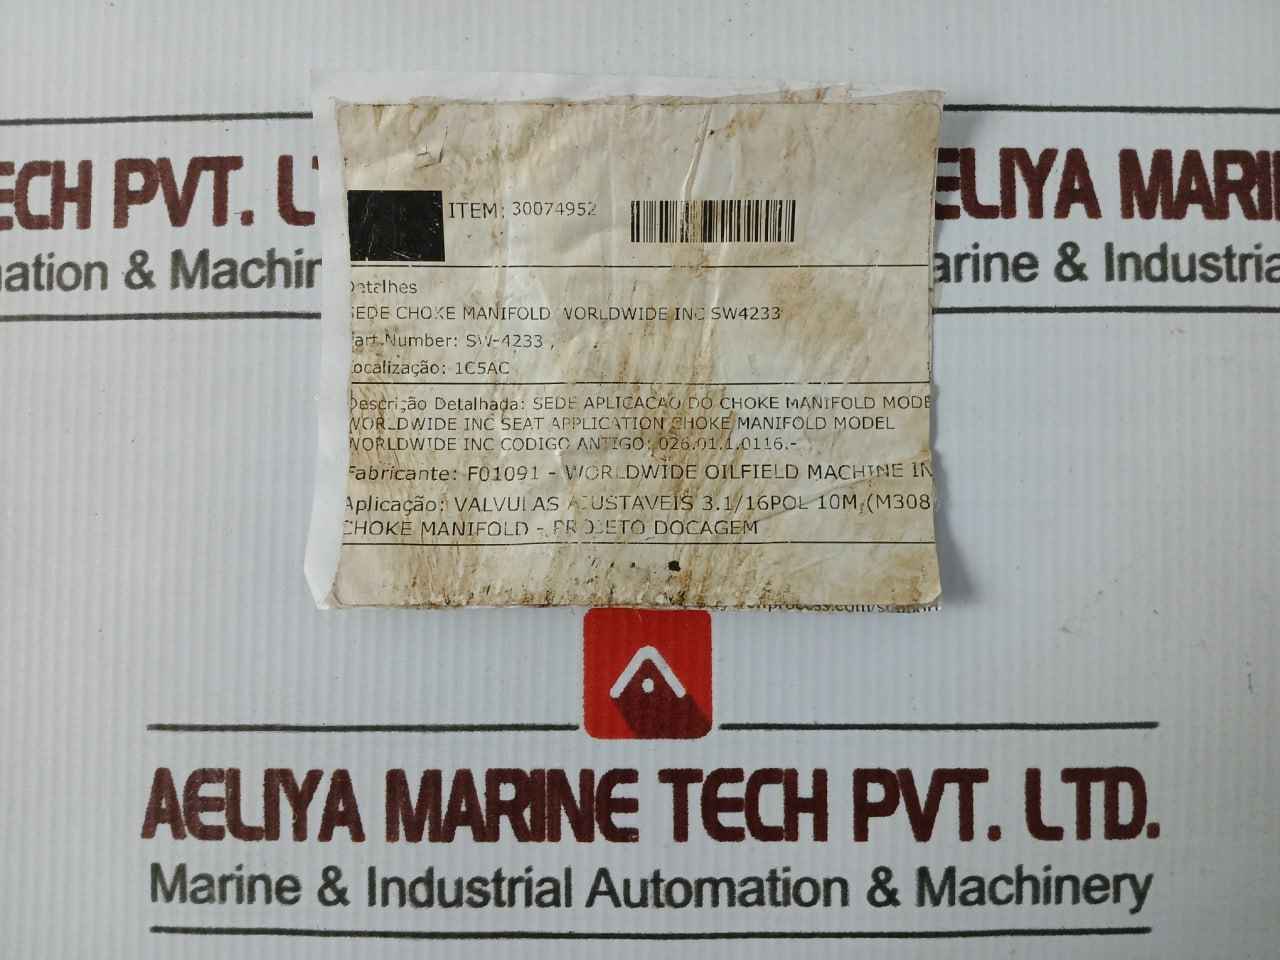 ECH PVT. L
ELIYA MARI
nation & Machin
arine & Industria
ITEM: 30074952
Detalhes
SEDE CHOKE MANIFOLD WORLDWIDE INC SW4233
Part Number: SW-4233 ,
Localização: 1C5AC
Descrição Detalhada: SEDE APLICACAO DO CHOKE MANIFOLD MODE
WORLDWIDE INC SEAT APPLICATION CHOKE MANIFOLD MODEL
WORLDWIDE INC CODIGO ANTIGO: 026.01.1.0116.-
Fabricante: F01091 - WORLDWIDE OILFIELD MACHINE IN
Aplicação: VALVULAS AJUSTAVEIS 3.1/16POL 10M (M308
CHOKE MANIFOLD - PROJETO DOCAGEM
AELIYA MARINE TECH PVT. LTD.
Marine & Industrial Automation & Machinery